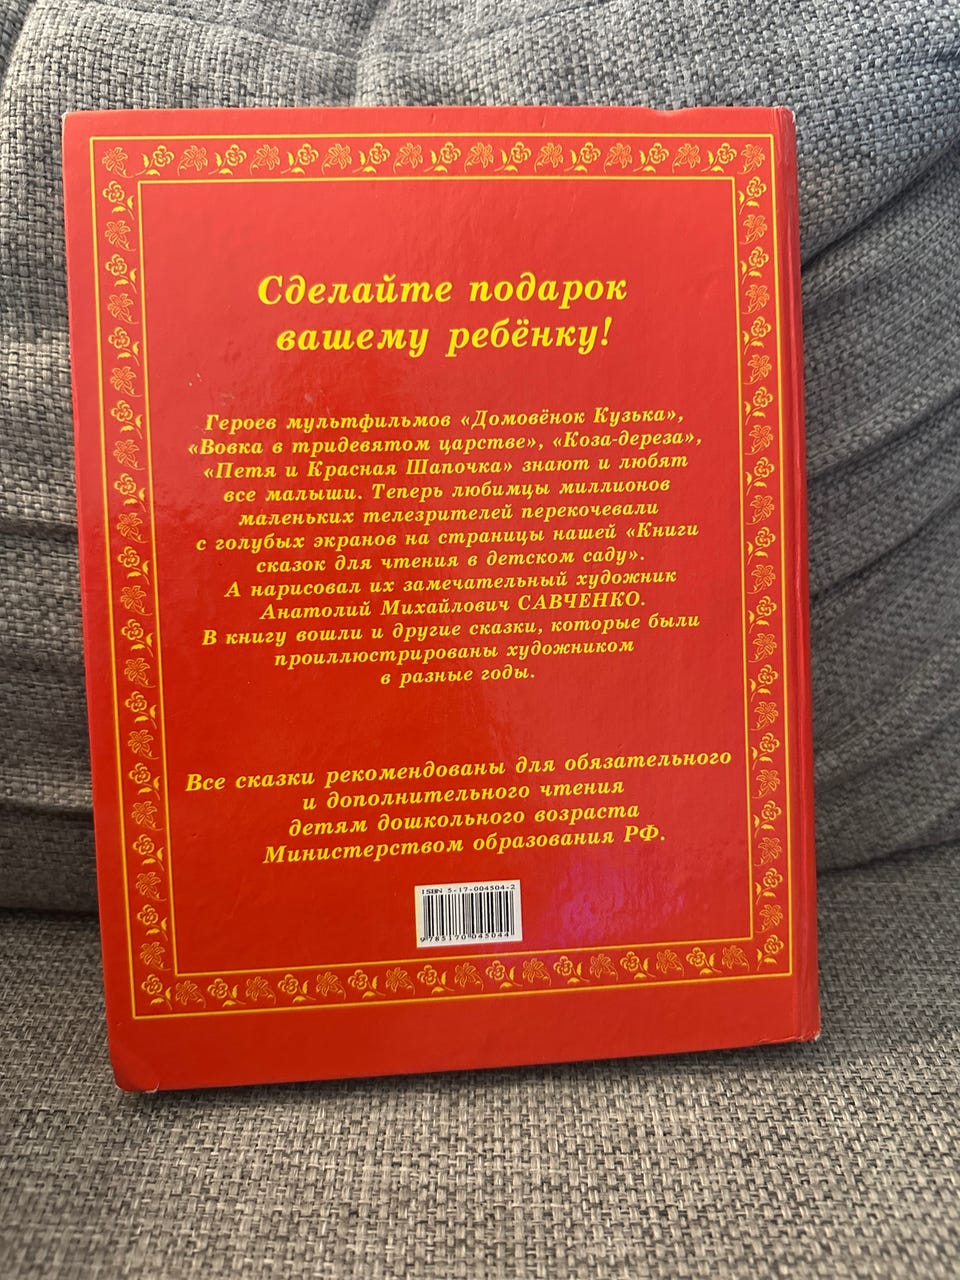 Сделайте подарок
вашему ребёнку!
Героев мультфильмов «Домовёнок Кузька»,
«Вовка в тридевятом царстве», «Коза-дереза»,
«Петя и Красная Шапочка» знают и любят
все малыши. Теперь любимцы миллионов
маленьких телезрителей перекочевали
с голубых экранов на страницы нашей «Книги
сказок для чтения в детском саду».
А нарисовал их замечательный художник
Анатолий Михайлович САВЧЕНКО.
В книгу вошли и другие сказки, которые были
проиллюстрированы художником
в разные годы.
Все сказки рекомендованы для обязательного
и дополнительного чтения
детям дошкольного возраста
Министерством образования РФ.
ISBN 5-17-004504-2
9 785170 045044